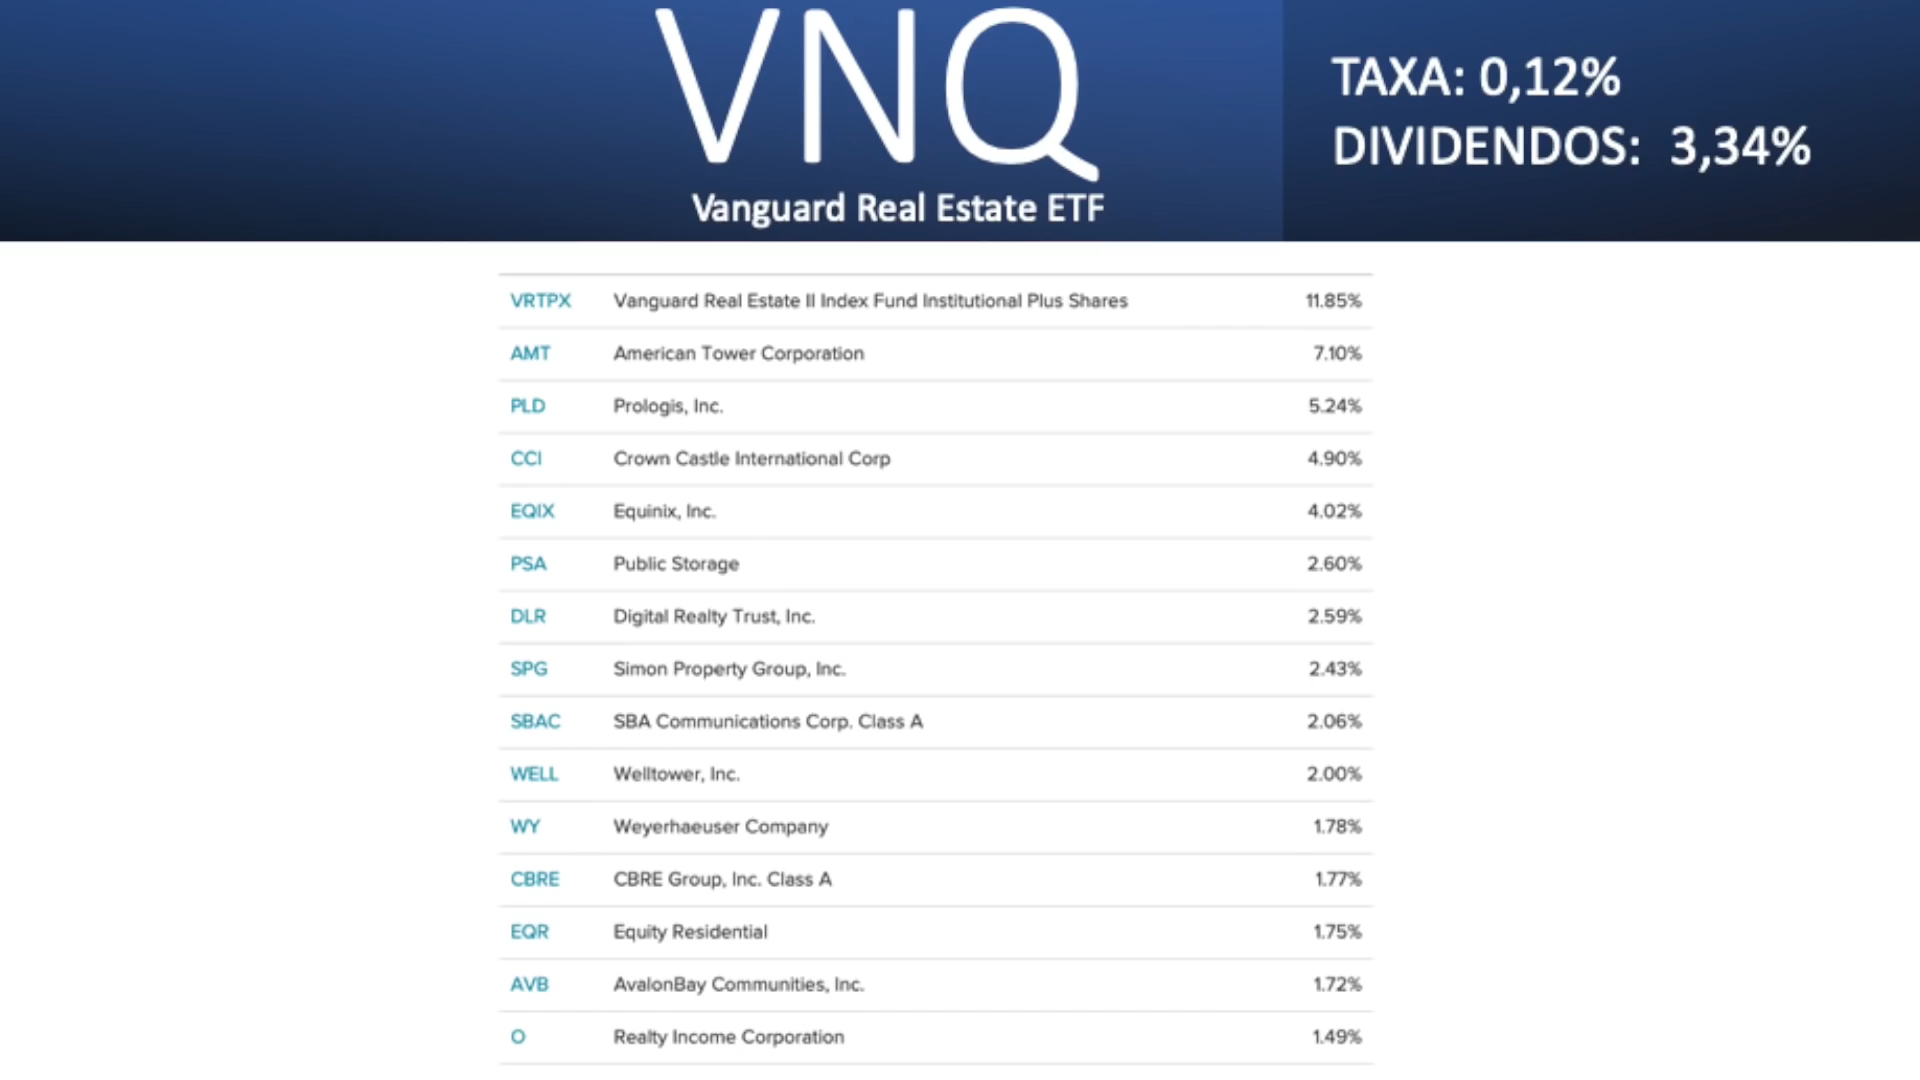 VNQ
Vanguard Real Estate ETF
TAXA: 0,12%
DIVIDENDOS: 3,34%
VRTPX Vanguard Real Estate II Index Fund Institutional Plus Shares 11.85%
AMT American Tower Corporation 7.10%
PLD Prologis, Inc. 5.24%
CCI Crown Castle International Corp 4.90%
EQIX Equinix, Inc. 4.02%
PSA Public Storage 2.60%
DLR Digital Realty Trust, Inc. 2.59%
SPG Simon Property Group, Inc. 2.43%
SBAC SBA Communications Corp. Class A 2.06%
WELL Welltower, Inc. 2.00%
WY Weyerhaeuser Company 1.78%
CBRE CBRE Group, Inc. Class A 1.77%
EQR Equity Residential 1.75%
AVB AvalonBay Communities, Inc. 1.72%
O Realty Income Corporation 1.49%